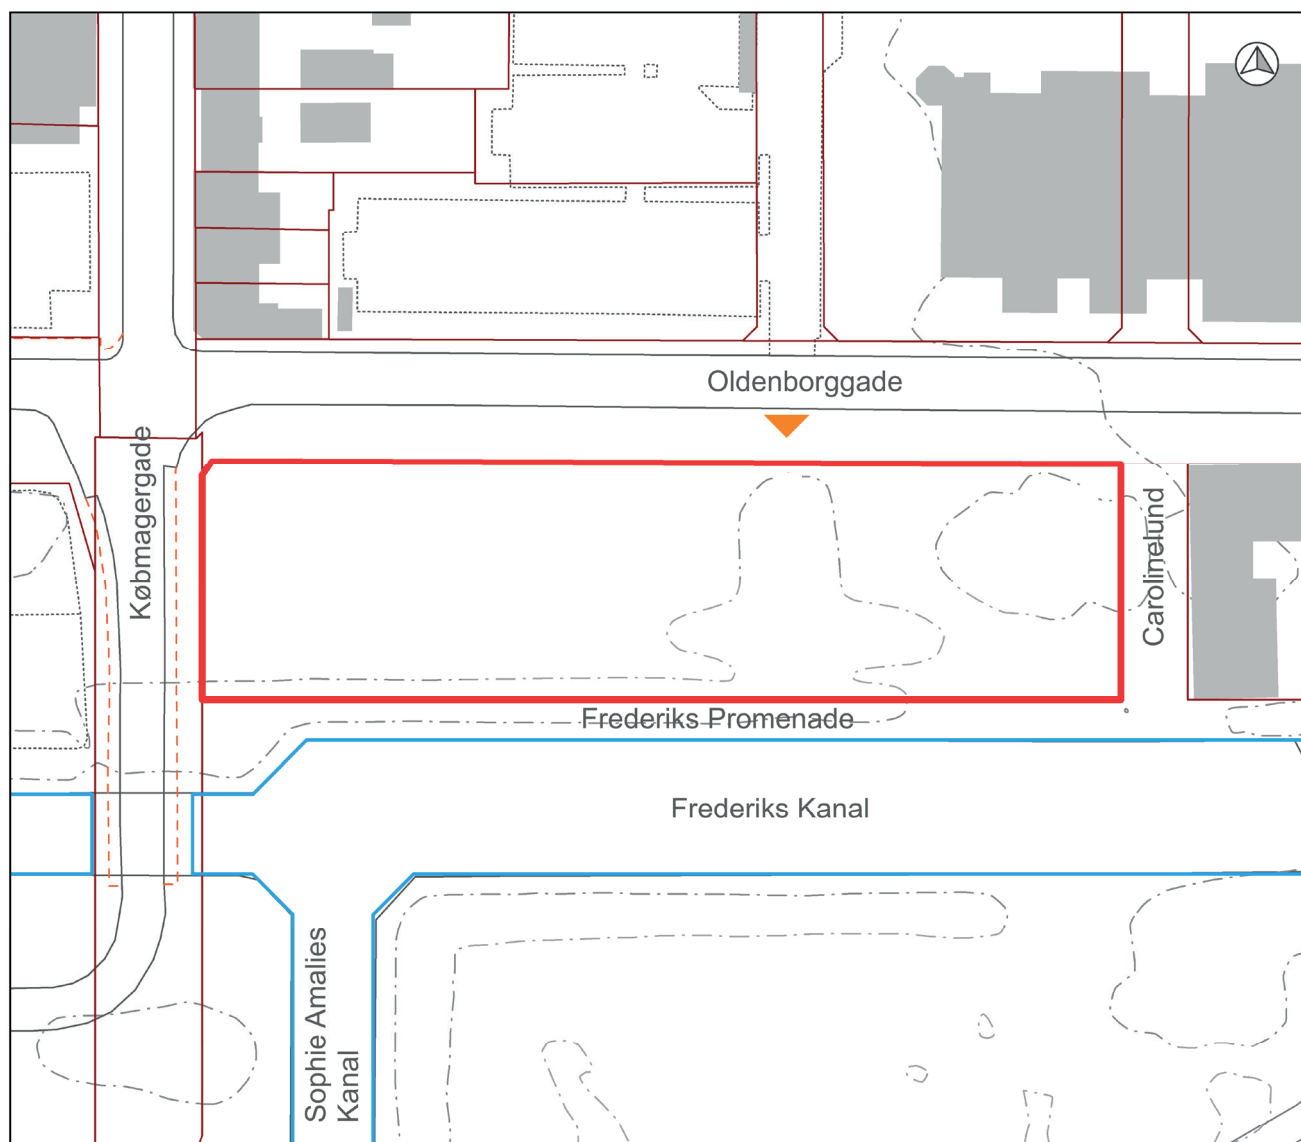 Oldenborggade
Købmagergade
Carolinelund
Frederiks Promenade
Frederiks Kanal
Sophie Amalies
Kanal